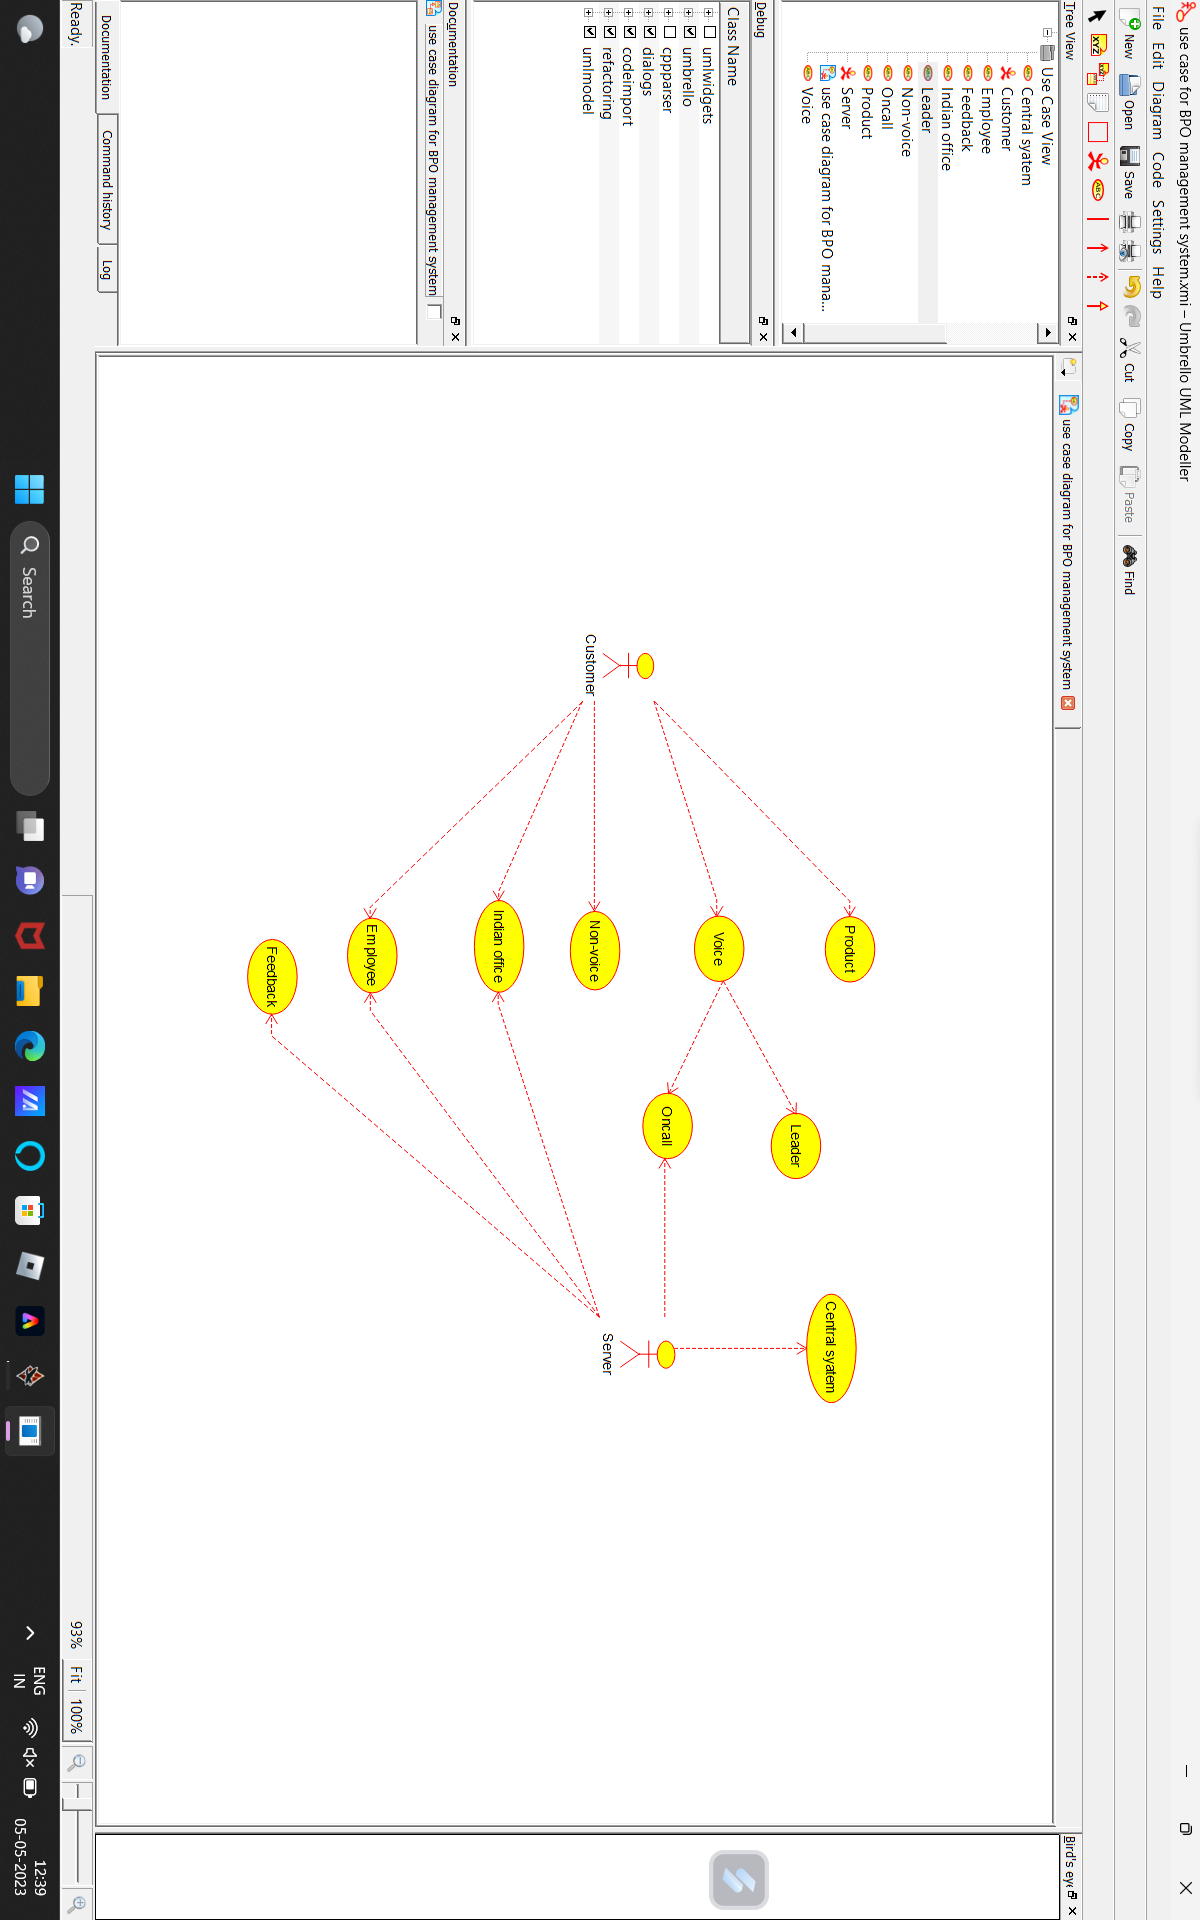 use case for BPO management system.xmi – Umbrello UML Modeller
File Edit Diagram Code Settings Help
New Open Save Cut Copy Paste Find
XYZ
ABC
Tree View
Use Case View
Central syatem
Customer
Employee
Feedback
Indian office
Leader
Non-voice
Oncall
Product
Server
use case diagram for BPO mana...
Voice
Debug
Class Name
umlwidgets
umbrello
cppparser
dialogs
codeimport
refactoring
umlmodel
Documentation
use case diagram for BPO management system
Documentation Command history Log
Ready.
use case diagram for BPO management system
Product
Voice
Leader
Central syatem
Oncall
Customer
Non-voice
Server
Indian office
Employee
Feedback
Bird's eye
93% Fit 100%
Search
ENG
IN
12:39
05-05-2023